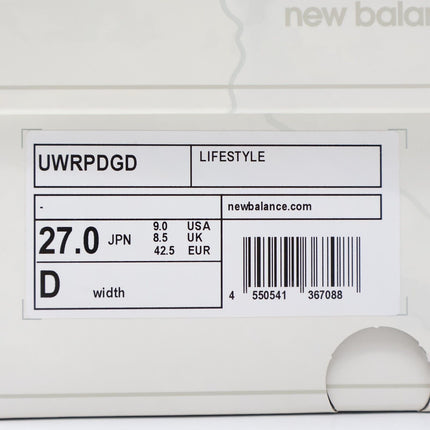 new balan
UWRPDGD
LIFESTYLE
-
newbalance.com
27.0 JPN
9.0 USA
8.5 UK
42.5 EUR
D width
4 550541 367088